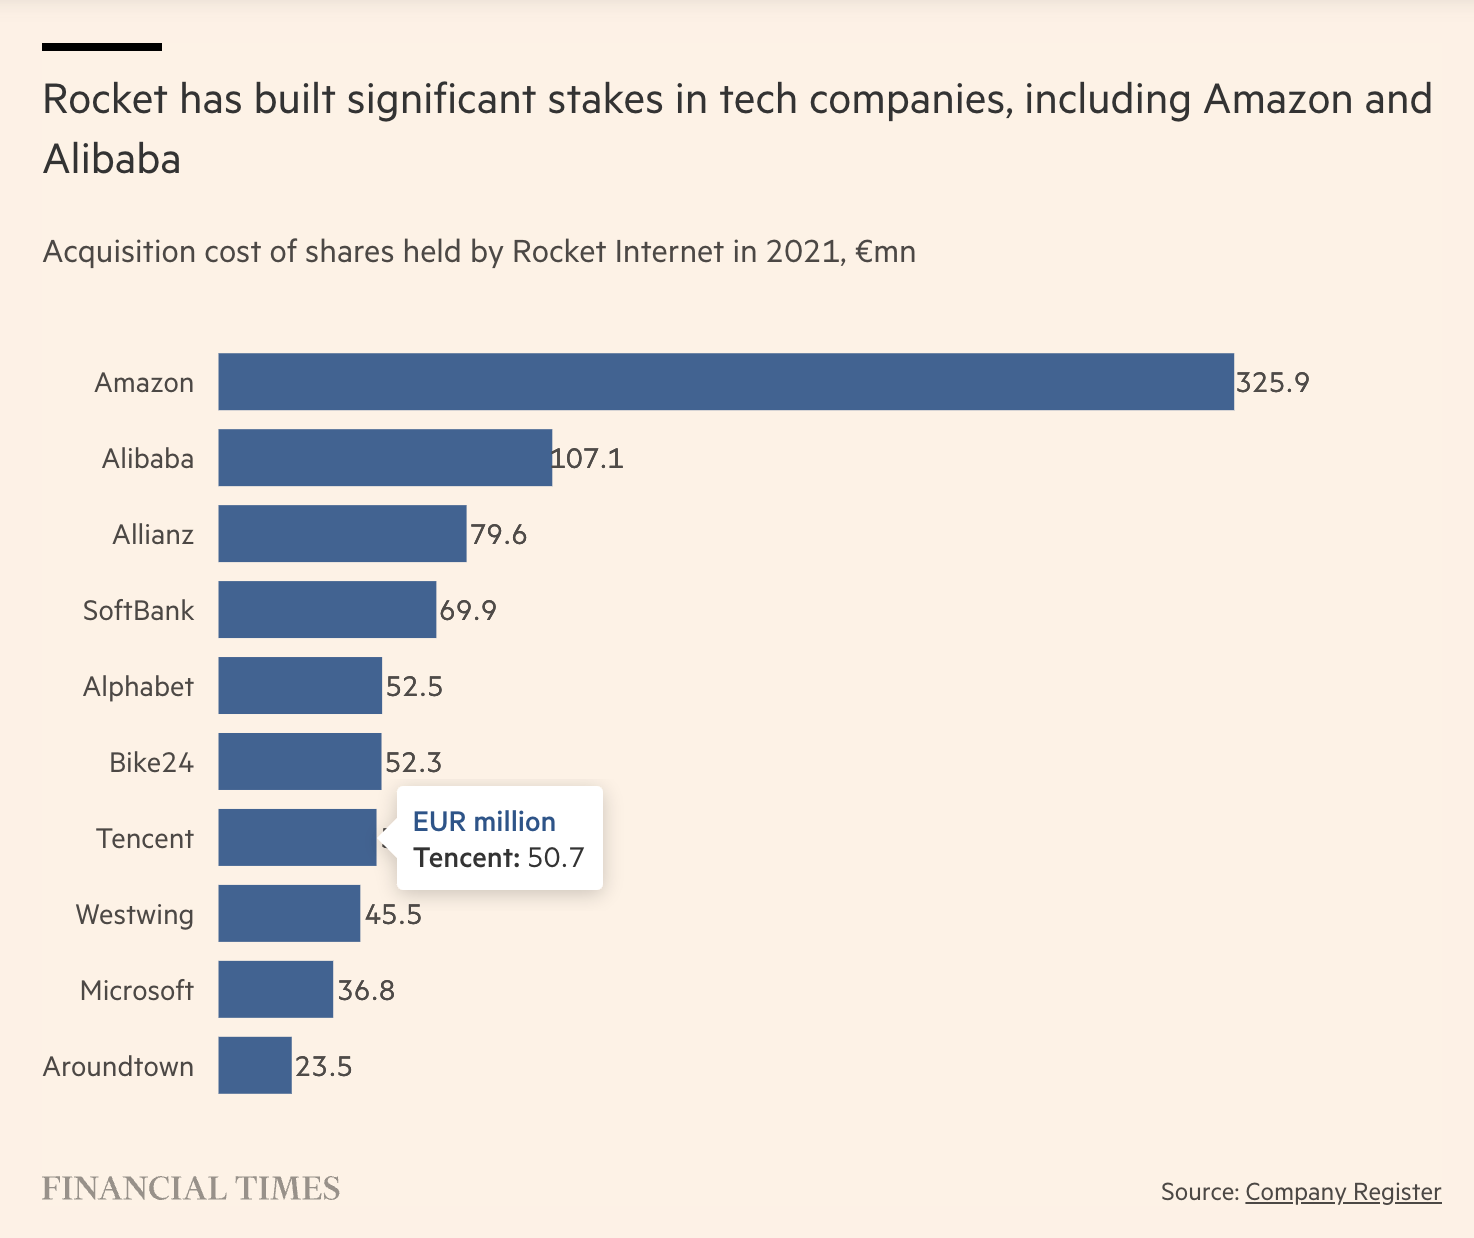 Rocket has built significant stakes in tech companies, including Amazon and
Alibaba
Acquisition cost of shares held by Rocket Internet in 2021, €mn
Amazon 325.9
Alibaba 107.1
Allianz 79.6
SoftBank 69.9
Alphabet 52.5
Bike24 52.3
EUR million
Tencent
Tencent: 50.7
Westwing 45.5
Microsoft 36.8
Aroundtown 23.5
FINANCIAL TIMES
Source: Company Register